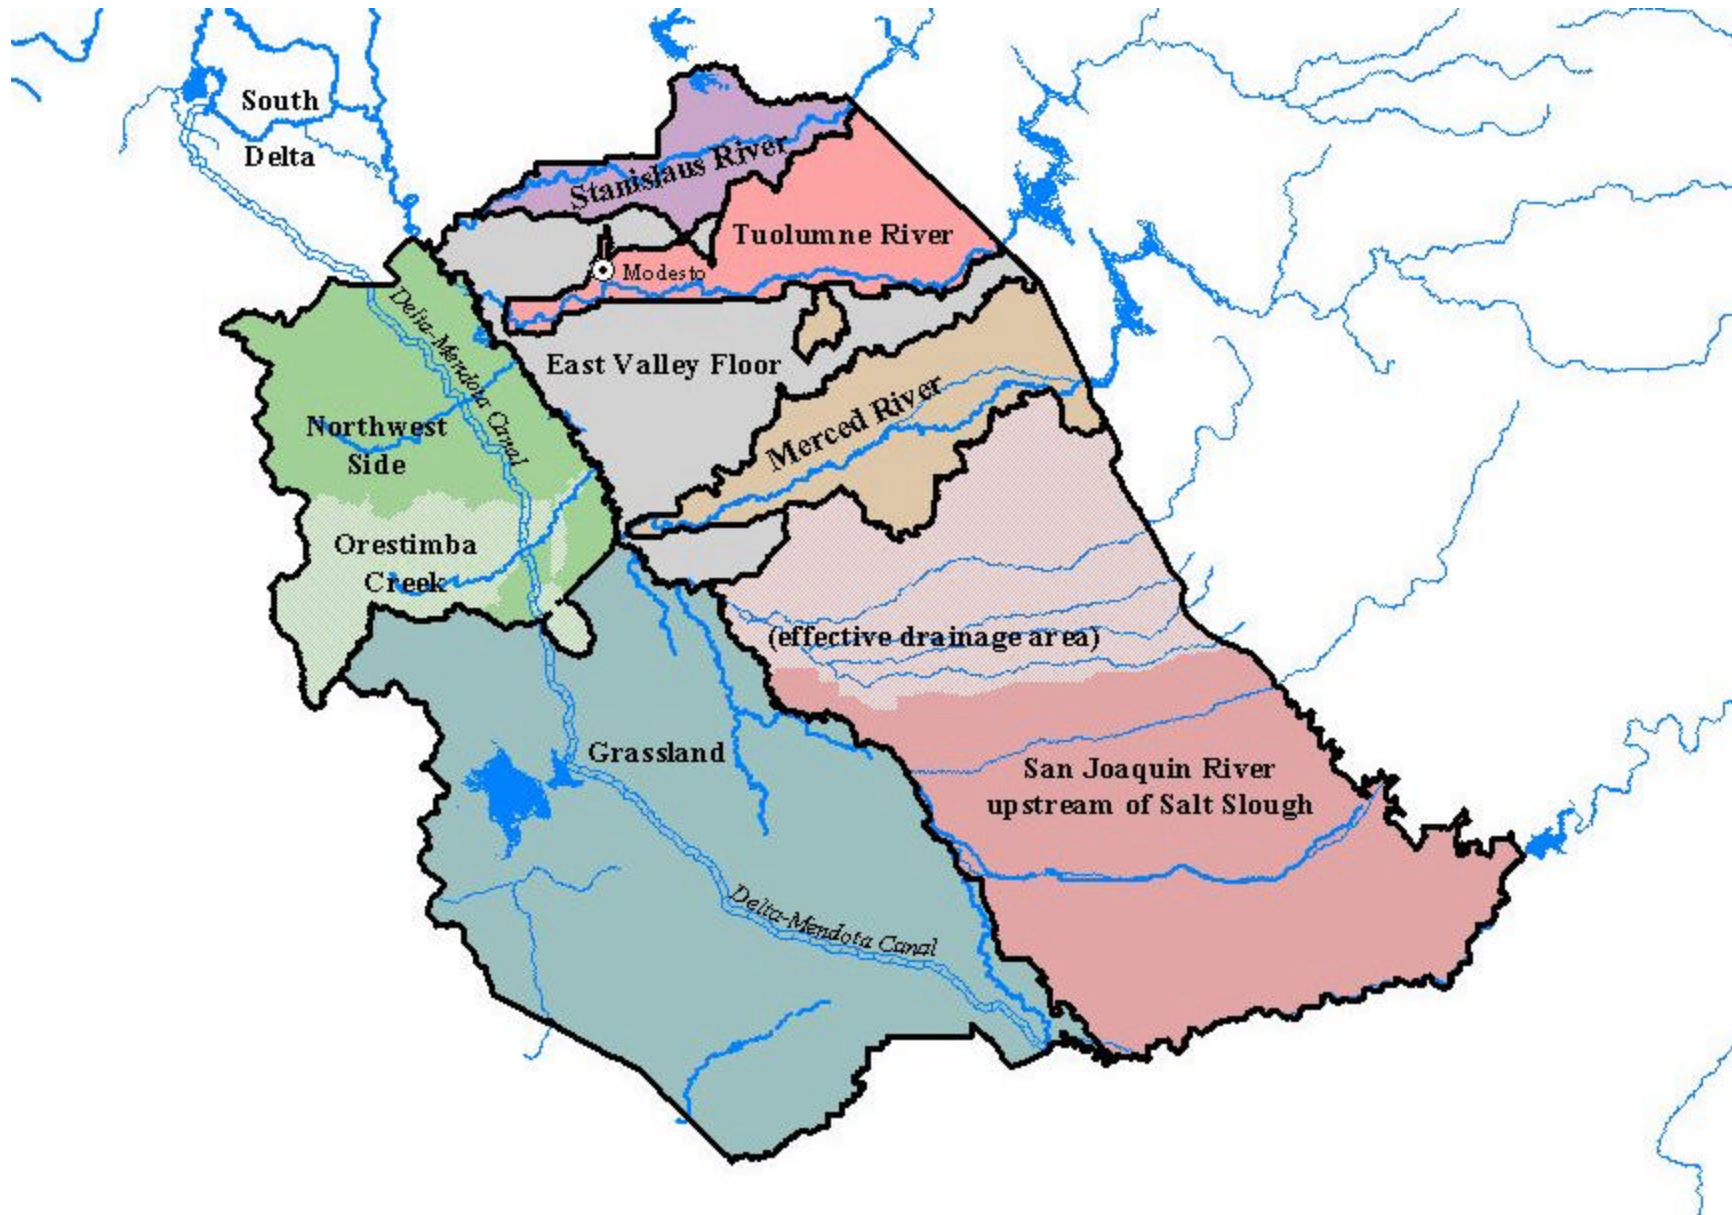 South
Delta
Stanislaus River
Tuolumne River
Modesto
Delta-Mendota Canal
East Valley Floor
Merced River
Northwest
Side
Orestimba
Creek
(effective drainage area)
Grassland
San Joaquin River
upstream of Salt Slough
Delta-Mendota Canal